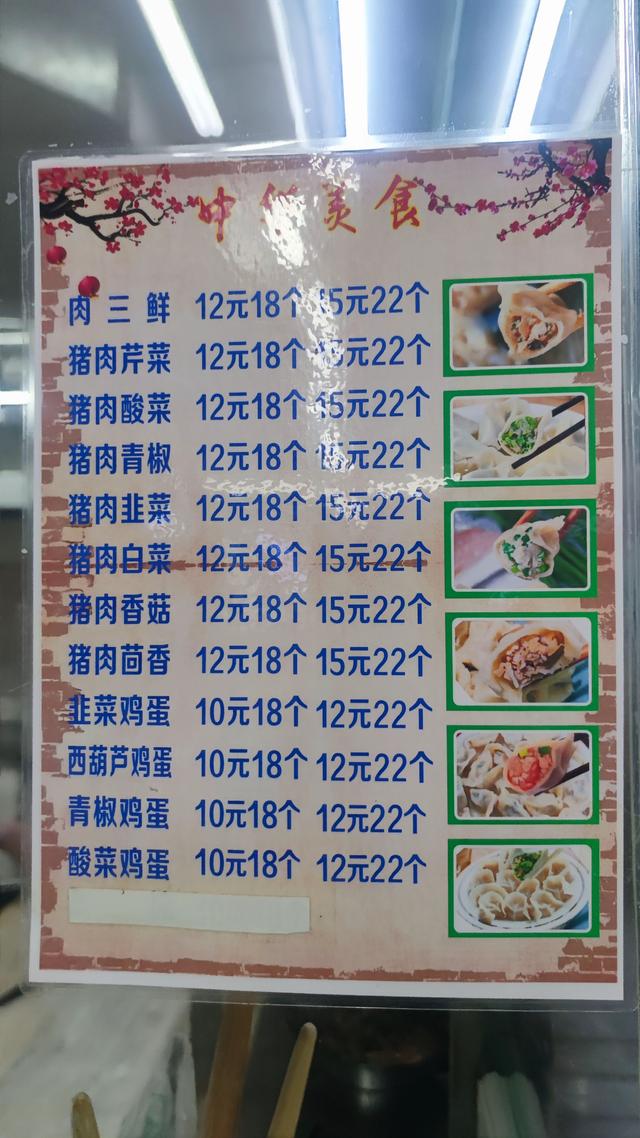 美食
肉三鲜 12元18个 15元22个
猪肉芹菜 12元18个 15元22个
猪肉酸菜 12元18个 15元22个
猪肉青椒 12元18个 15元22个
猪肉韭菜 12元18个 15元22个
猪肉白菜 12元18个 15元22个
猪肉香菇 12元18个 15元22个
猪肉茴香 12元18个 15元22个
韭菜鸡蛋 10元18个 12元22个
西葫芦鸡蛋 10元18个 12元22个
青椒鸡蛋 10元18个 12元22个
酸菜鸡蛋 10元18个 12元22个